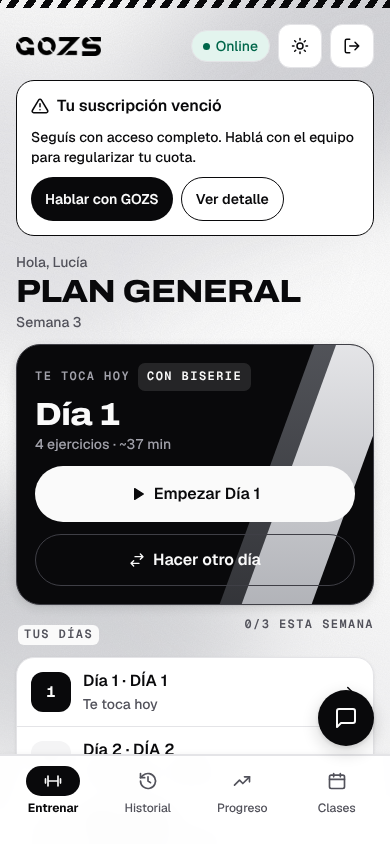 GOZS
Online
Tu suscripción venció
Seguís con acceso completo. Hablá con el equipo
para regularizar tu cuota.
Hablar con GOZS
Ver detalle
Hola, Lucía
PLAN GENERAL
Semana 3
TE TOCA HOY
CON BISERIE
Día 1
4 ejercicios · ~37 min
Empezar Día 1
Hacer otro día
0/3 ESTA SEMANA
TUS DÍAS
1
Día 1 · DÍA 1
Te toca hoy
Día 2 · DÍA 2
Entrenar
Historial
Progreso
Clases